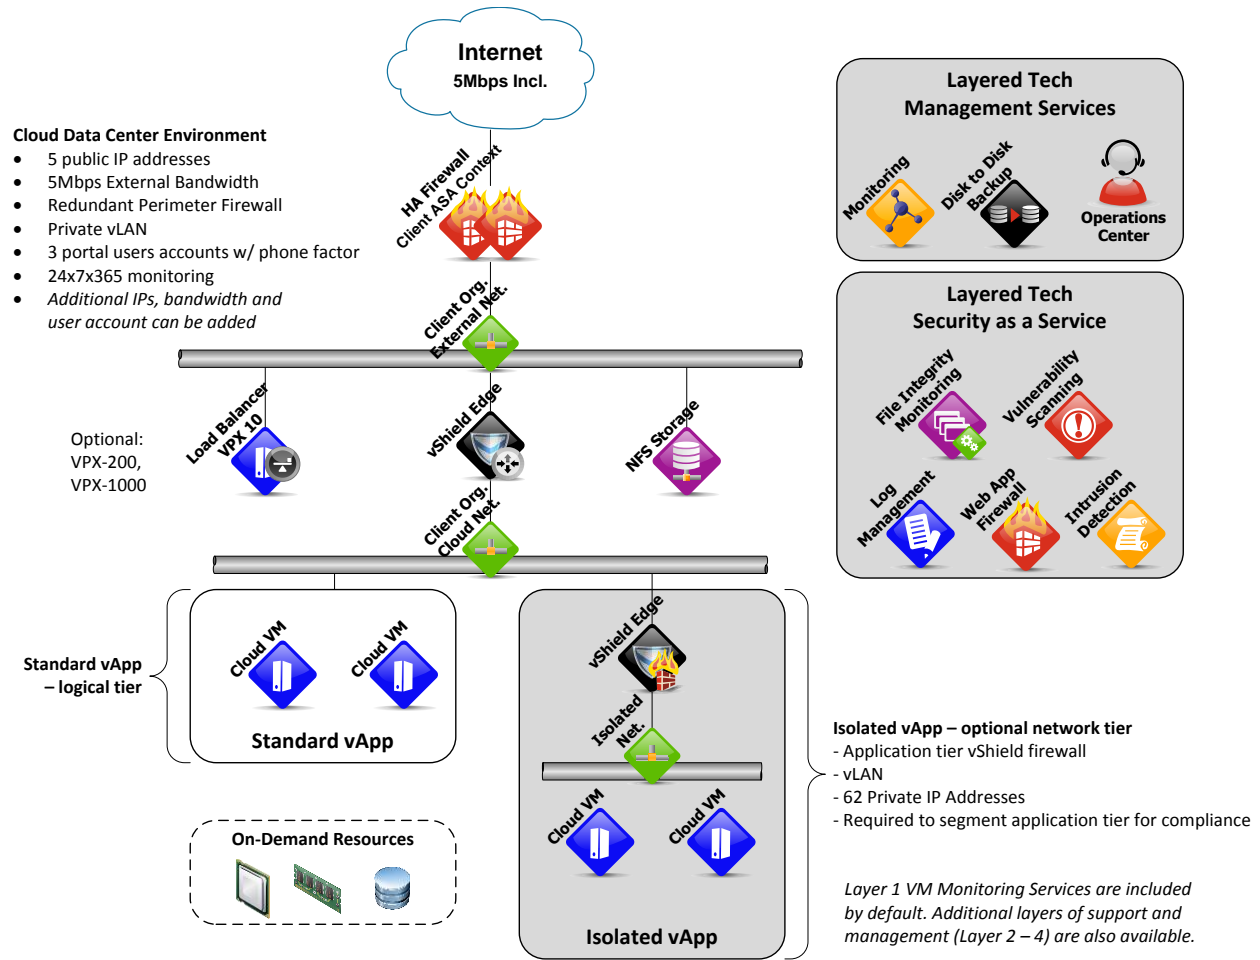 Internet
5Mbps Incl.
Cloud Data Center Environment
• 5 public IP addresses
• 5Mbps External Bandwidth
• Redundant Perimeter Firewall
• Private vLAN
• 3 portal users accounts w/ phone factor
• 24x7x365 monitoring
• Additional IPs, bandwidth and
user account can be added
HA Firewall
Client ASA Context
Client Org.
External Net.
Load Balancer
VPX 10
Optional:
VPX-200,
VPX-1000
vShield Edge
NFS Storage
Client Org.
Cloud Net.
Standard vApp
– logical tier
Cloud VM
Cloud VM
Standard vApp
vShield Edge
Isolated
Net.
Cloud VM
Cloud VM
Isolated vApp
On-Demand Resources
Layered Tech
Management Services
Monitoring
Disk to Disk
Backup
Operations
Center
Layered Tech
Security as a Service
File Integrity
Monitoring
Vulnerability
Scanning
Log
Management
Web App
Firewall
Intrusion
Detection
Isolated vApp – optional network tier
- Application tier vShield firewall
- vLAN
- 62 Private IP Addresses
- Required to segment application tier for compliance
Layer 1 VM Monitoring Services are included
by default. Additional layers of support and
management (Layer 2 – 4) are also available.